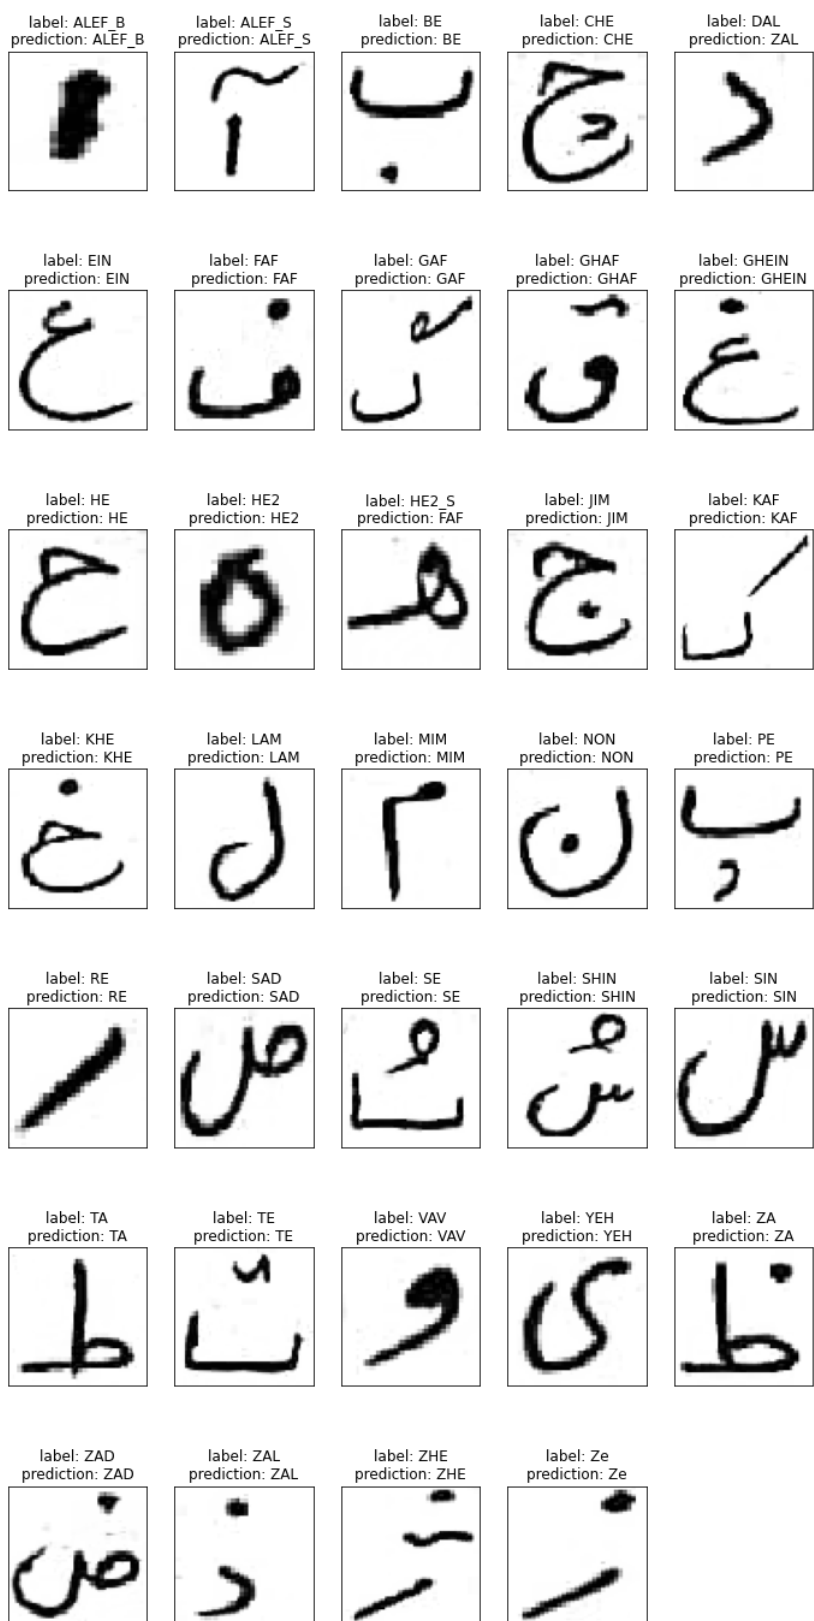 label: ALEF_B
prediction: ALEF_B
ا
label: ALEF_S
prediction: ALEF_S
آ
label: BE
prediction: BE
ب
label: CHE
prediction: CHE
چ
label: DAL
prediction: ZAL
د
label: EIN
prediction: EIN
ع
label: FAF
prediction: FAF
ف
label: GAF
prediction: GAF
گ
label: GHAF
prediction: GHAF
ق
label: GHEIN
prediction: GHEIN
غ
label: HE
prediction: HE
ح
label: HE2
prediction: HE2
ه
label: HE2_S
prediction: FAF
ه
label: JIM
prediction: JIM
ج
label: KAF
prediction: KAF
ک
label: KHE
prediction: KHE
خ
label: LAM
prediction: LAM
ل
label: MIM
prediction: MIM
م
label: NON
prediction: NON
ن
label: PE
prediction: PE
پ
label: RE
prediction: RE
ر
label: SAD
prediction: SAD
ص
label: SE
prediction: SE
ث
label: SHIN
prediction: SHIN
ش
label: SIN
prediction: SIN
س
label: TA
prediction: TA
ط
label: TE
prediction: TE
ت
label: VAV
prediction: VAV
و
label: YEH
prediction: YEH
ی
label: ZA
prediction: ZA
ظ
label: ZAD
prediction: ZAD
ض
label: ZAL
prediction: ZAL
ذ
label: ZHE
prediction: ZHE
ژ
label: Ze
prediction: Ze
ز